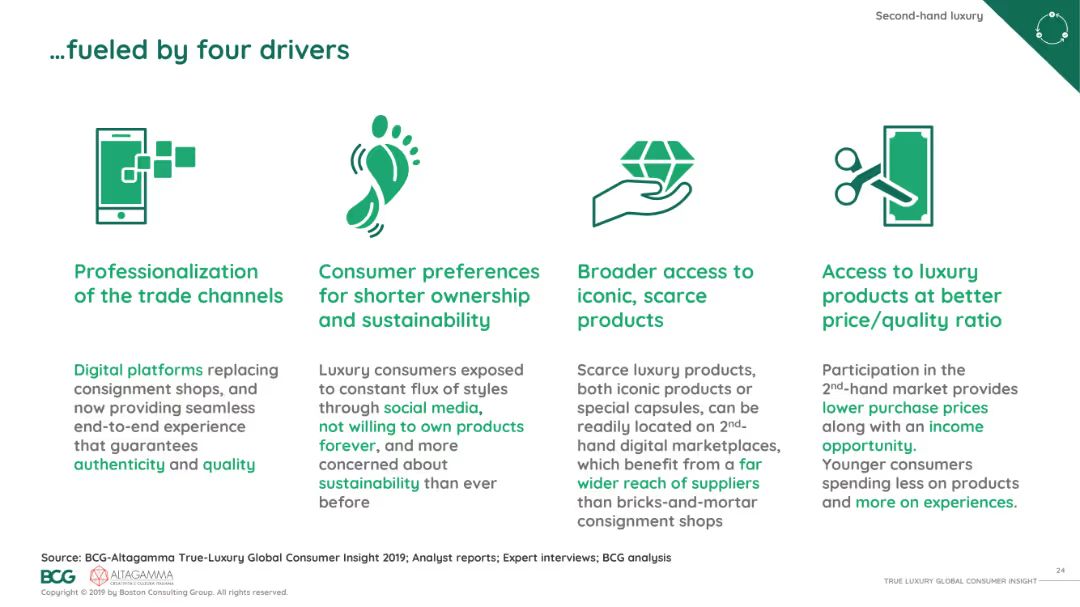 Second-hand luxury
...fueled by four drivers
Professionalization
of the trade channels
Digital platforms replacing
consignment shops, and
now providing seamless
end-to-end experience
that guarantees
authenticity and quality
Consumer preferences
for shorter ownership
and sustainability
Luxury consumers exposed
to constant flux of styles
through social media,
not willing to own products
forever, and more
concerned about
sustainability than ever
before
Broader access to
iconic, scarce
products
Scarce luxury products,
both iconic products or
special capsules, can be
readily located on 2nd-
hand digital marketplaces,
which benefit from a far
wider reach of suppliers
than bricks-and-mortar
consignment shops
Access to luxury
products at better
price/quality ratio
Participation in the
2nd-hand market provides
lower purchase prices
along with an income
opportunity.
Younger consumers
spending less on products
and more on experiences.
Source: BCG-Altagamma True-Luxury Global Consumer Insight 2019; Analyst reports; Expert interviews; BCG analysis
BCG ALTAGAMMA
Copyright © 2019 by Boston Consulting Group. All rights reserved.
24
TRUE LUXURY GLOBAL CONSUMER INSIGHT